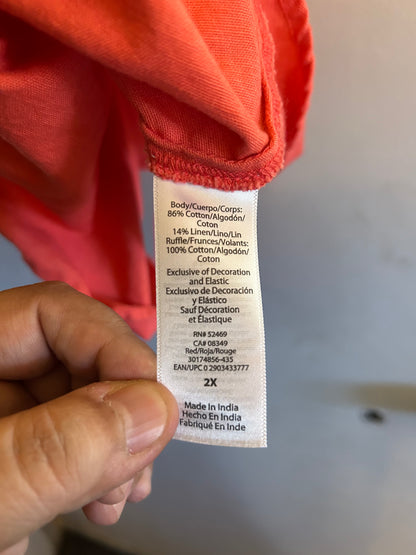 Body/Cuerpo/Corps:
86% Cotton/Algodón/
Coton
14% Linen/Lino/Lin
Ruffle/Frunces/Volants:
100% Cotton/Algodón/
Coton
Exclusive of Decoration
and Elastic
Exclusivo de Decoración
y Elástico
Sauf Décoration
et Élastique
RN# 52469
CA# 08349
Red/Roja/Rouge
30174856-435
EAN/UPC 0 2903433777
2X
Made In India
Hecho En India
Fabriqué En Inde